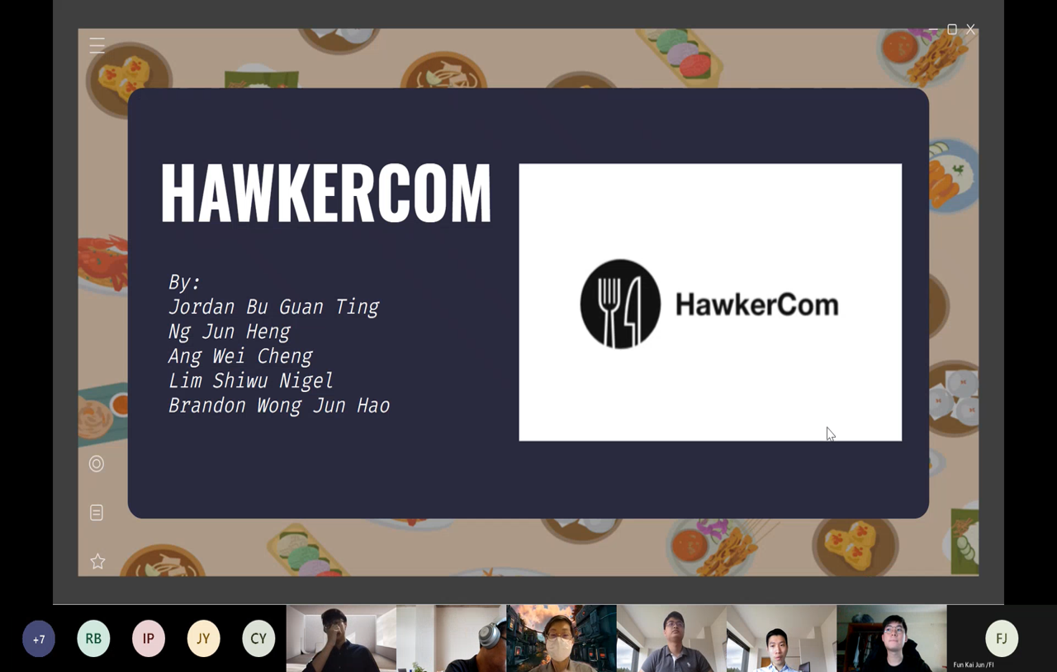 HAWKERCOM
By:
Jordan Bu Guan Ting
Ng Jun Heng
Ang Wei Cheng
Lim Shiwu Nigel
Brandon Wong Jun Hao
HawkerCom
+7
RB
IP
JY
CY
FJ
Fun Kai Jun /FI